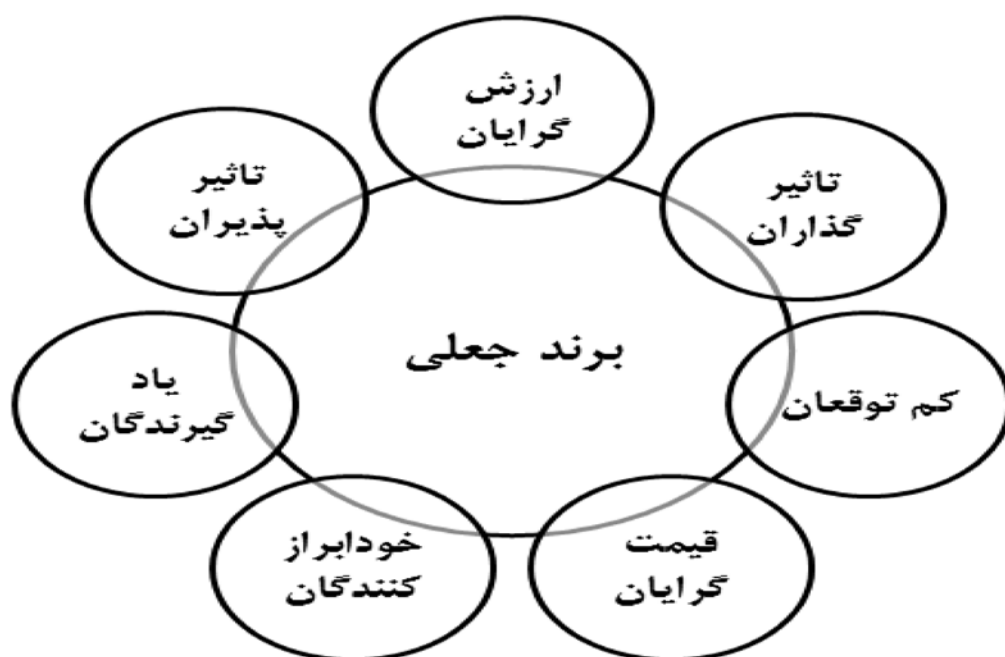 ارزش
گرایان
تاثیر
گذاران
کم توقعان
قیمت
گرایان
خودابراز
کنندگان
یاد
گیرندگان
تاثیر
پذیران
برند جعلی